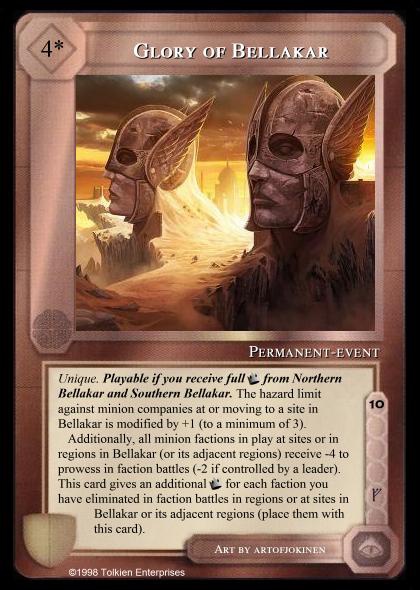 4*
GLORY OF BELLAKAR
PERMANENT-EVENT
Unique. Playable if you receive full from Northern
Bellakar and Southern Bellakar. The hazard limit
against minion companies at or moving to a site in
Bellakar is modified by +1 (to a minimum of 3).
Additionally, all minion factions in play at sites or in
regions in Bellakar (or its adjacent regions) receive -4 to
prowess in faction battles (-2 if controlled by a leader).
This card gives an additional for each faction you
have eliminated in faction battles in regions or at sites in
Bellakar or its adjacent regions (place them with
this card).
10
ᚠ
ART BY ARTOFJOKINEN
©1998 Tolkien Enterprises